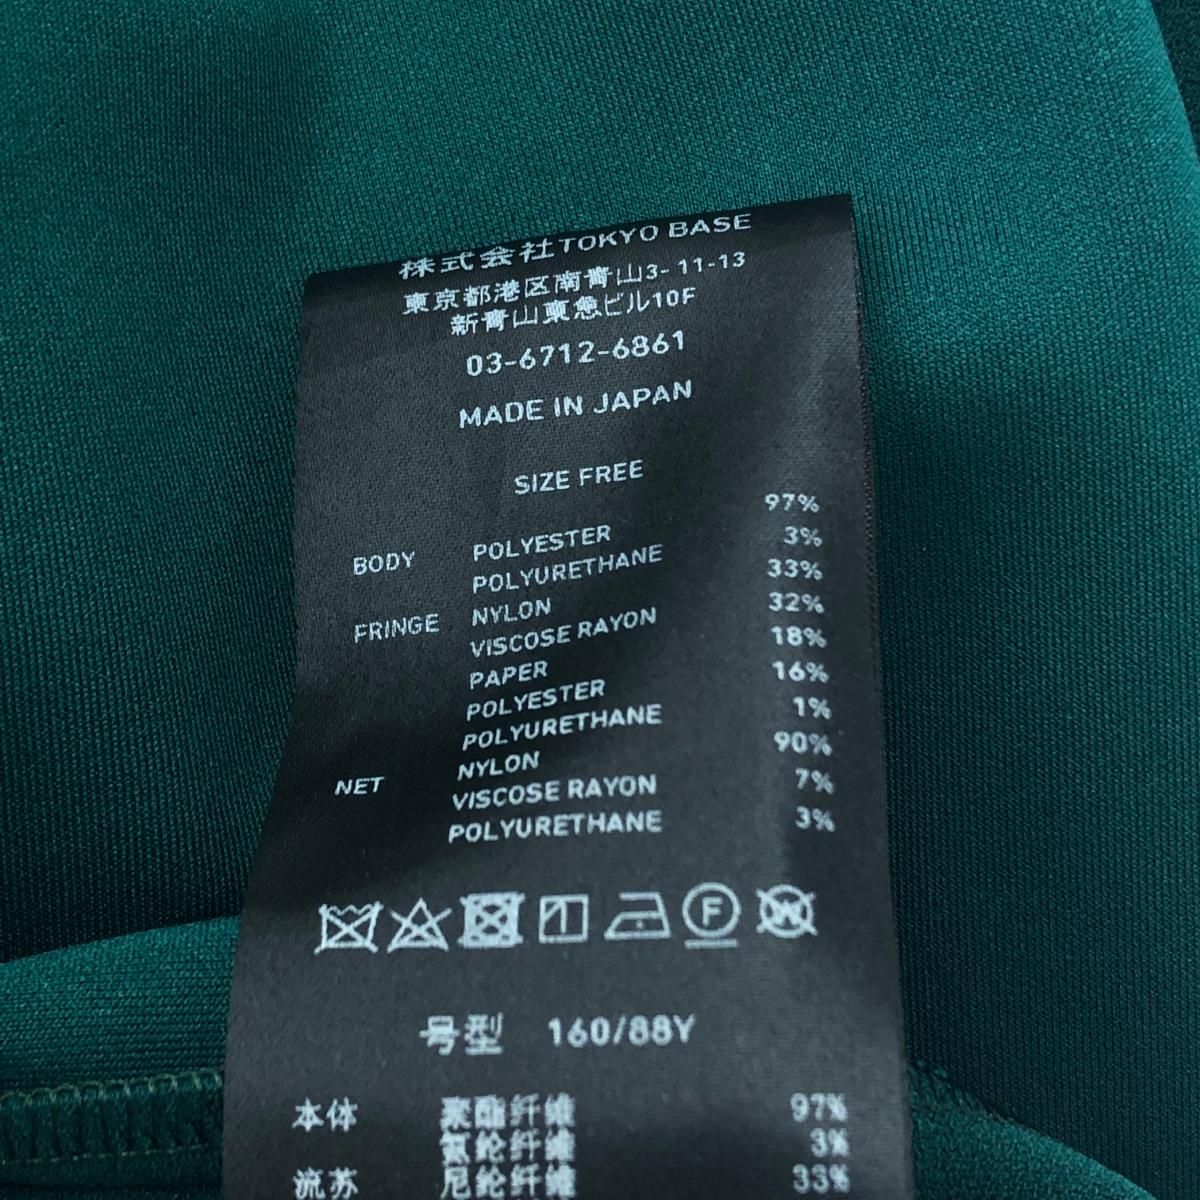 株式会社TOKYO BASE
東京都港区南青山3-11-13
新青山東急ビル10F
03-6712-6861
MADE IN JAPAN
SIZE FREE
BODY POLYESTER 97%
POLYURETHANE 3%
FRINGE NYLON 33%
VISCOSE RAYON 32%
PAPER 18%
POLYESTER 16%
POLYURETHANE 1%
NET NYLON 90%
VISCOSE RAYON 7%
POLYURETHANE 3%
F W
号型 160/88Y
本体 聚酯纤维 97%
氨纶纤维 3%
流苏 尼纶纤维 33%